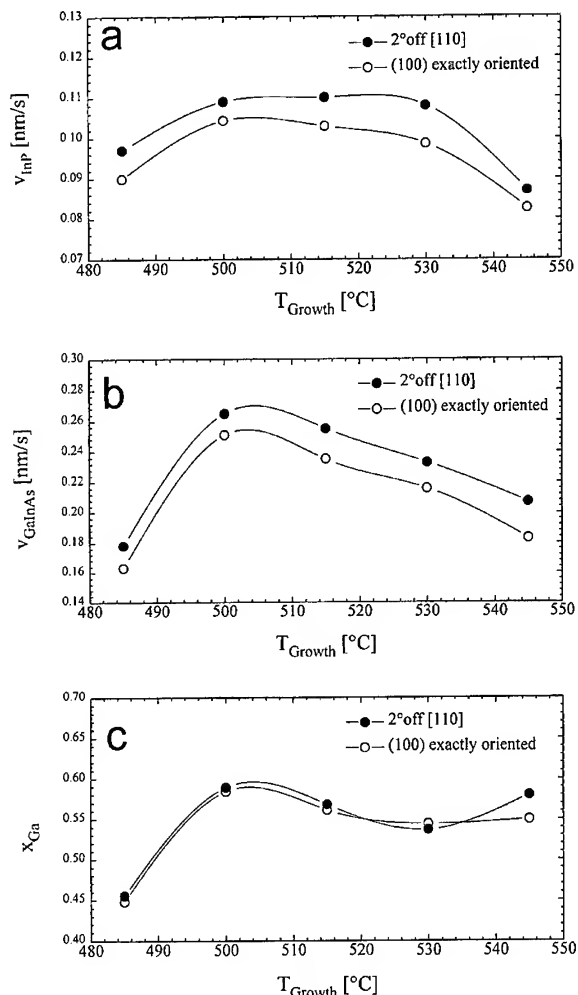 a
0.13
0.12
0.11
0.10
0.09
0.08
0.07
v_InP [nm/s]
2°off [110]
(100) exactly oriented
480 490 500 510 520 530 540 550
T_Growth [°C]
b
0.30
0.28
0.26
0.24
0.22
0.20
0.18
0.16
0.14
v_GaInAs [nm/s]
2°off [110]
(100) exactly oriented
480 490 500 510 520 530 540 550
T_Growth [°C]
c
0.70
0.65
0.60
0.55
0.50
0.45
0.40
x_Ga
2°off [110]
(100) exactly oriented
480 490 500 510 520 530 540 550
T_Growth [°C]